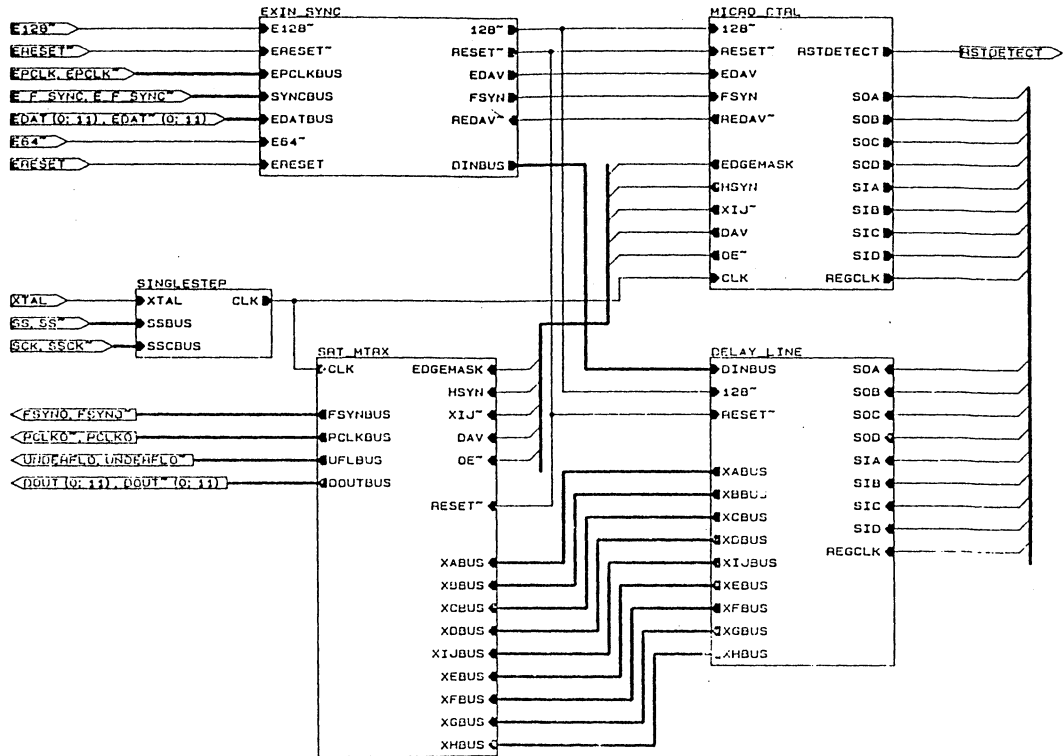 EXIN_SYNC
E128~
ERESET~
EPCLK, EPCLK~
E_F_SYNC, E_F_SYNC~
EDAT (0: 11), EDAT~ (0: 11)
E64~
ERESET
E128~
ERESET~
EPCLKBUS
SYNCBUS
EDATBUS
E64~
ERESET
128~
RESET~
EDAV
FSYN
REDAV~
DINBUS
MICRO_CTRL
128~
RESET~
EDAV
FSYN
REDAV~
EDGEMASK
HSYN
XIJ~
DAV
OE~
CLK
RSTDETECT
SOA
SOB
SOC
SOD
SIA
SIB
SIC
SID
REGCLK
RSTDETECT
SINGLESTEP
XTAL
SS, SS~
SCK, SSCK~
XTAL
SSBUS
SSCBUS
CLK
SRT_MTRX
FSYNO, FSYNO~
PCLKO~, PCLKO
UNDERFLO, UNDERFLO~
DOUT (0: 11), DOUT~ (0: 11)
CLK
FSYNBUS
PCLKBUS
UFLBUS
DOUTBUS
EDGEMASK
HSYN
XIJ~
DAV
OE~
RESET~
XABUS
XBBUS
XCBUS
XDBUS
XIJBUS
XEBUS
XFBUS
XGBUS
XHBUS
DELAY_LINE
DINBUS
128~
RESET~
XABUS
XBBUS
XCBUS
XDBUS
XIJBUS
XEBUS
XFBUS
XGBUS
XHBUS
SOA
SOB
SOC
SOD
SIA
SIB
SIC
SID
REGCLK